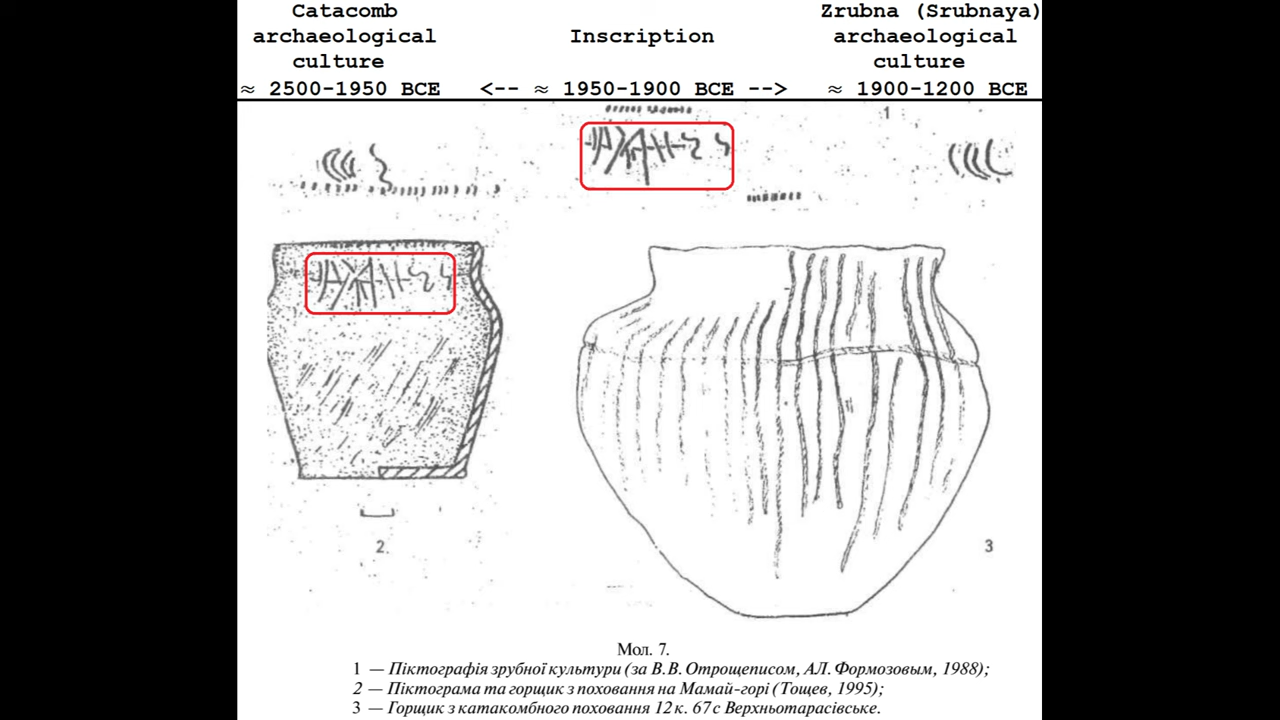 Catacomb
archaeological
culture
≈ 2500-1950 BCE
Inscription
<-- ≈ 1950-1900 BCE -->
Zrubna (Srubnaya)
archaeological
culture
≈ 1900-1200 BCE
1
2
3
Мол. 7.
1 — Піктографія зрубної культури (за В.В. Отрощеписом, АЛ. Формозовым, 1988);
2 — Піктограма та горщик з поховання на Мамай-горі (Тощев, 1995);
3 — Горщик з катакомбного поховання 12 к. 67 с Верхньотарасівське.